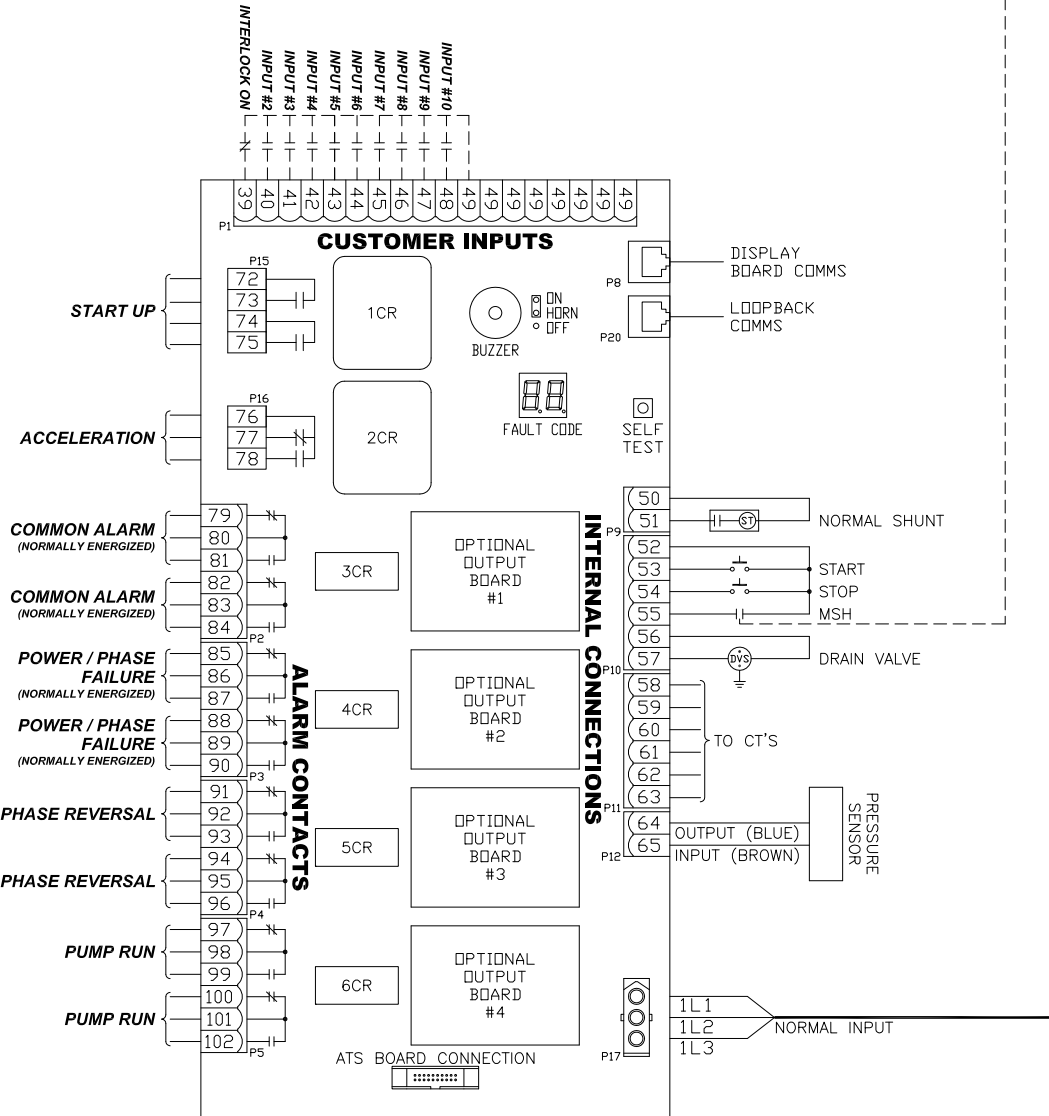 INTERLOCK ON
INPUT #2
INPUT #3
INPUT #4
INPUT #5
INPUT #6
INPUT #7
INPUT #8
INPUT #9
INPUT #10
39 40 41 42 43 44 45 46 47 48 49 49 49 49 49 49 49 49
P1
CUSTOMER INPUTS
P8
DISPLAY
BOARD COMMS
P20
LOOPBACK
COMMS
START UP
P15
72
73
74
75
1CR
BUZZER
ON
HORN
OFF
FAULT CODE
SELF
TEST
ACCELERATION
P16
76
77
78
2CR
COMMON ALARM
(NORMALLY ENERGIZED)
79
80
81
COMMON ALARM
(NORMALLY ENERGIZED)
82
83
84
P2
POWER / PHASE
FAILURE
(NORMALLY ENERGIZED)
85
86
87
POWER / PHASE
FAILURE
(NORMALLY ENERGIZED)
88
89
90
P3
PHASE REVERSAL
91
92
93
PHASE REVERSAL
94
95
96
P4
PUMP RUN
97
98
99
PUMP RUN
100
101
102
P5
ALARM CONTACTS
3CR
4CR
5CR
6CR
OPTIONAL
OUTPUT
BOARD
#1
OPTIONAL
OUTPUT
BOARD
#2
OPTIONAL
OUTPUT
BOARD
#3
OPTIONAL
OUTPUT
BOARD
#4
ATS BOARD CONNECTION
INTERNAL CONNECTIONS
50
51
P9
ST
NORMAL SHUNT
52
53
54
55
56
57
P10
START
STOP
MSH
DVS
DRAIN VALVE
58
59
60
61
62
63
P11
TO CT'S
64
65
P12
OUTPUT (BLUE)
INPUT (BROWN)
PRESSURE
SENSOR
P17
1L1
1L2
1L3
NORMAL INPUT